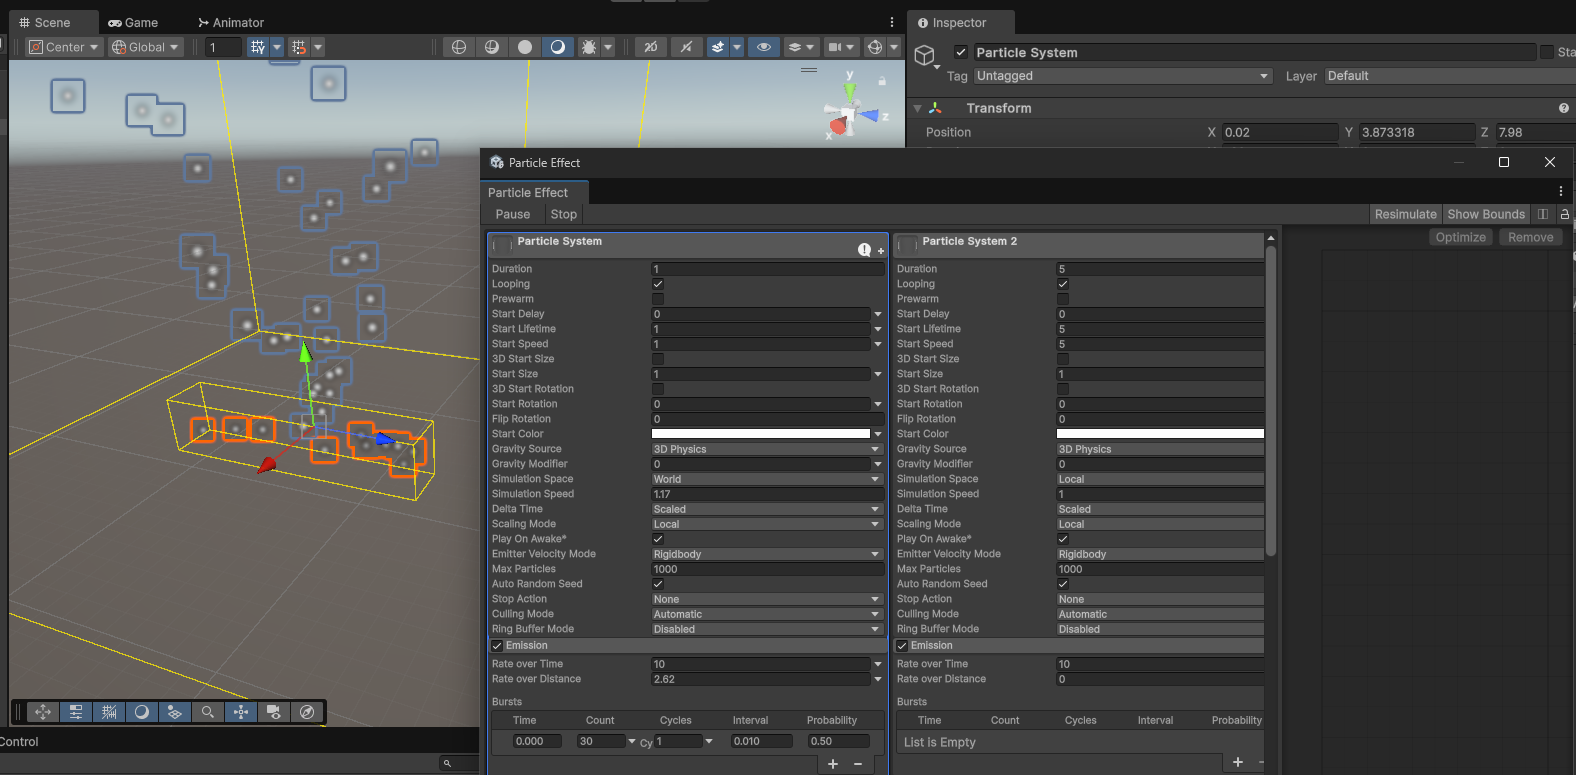 Scene
Game
Animator
Inspector
Center
Global
1
2D
Particle System
Tag
Untagged
Layer
Default
Transform
Position
X
0.02
Y
3.873318
Z
7.98
y
z
x
Particle Effect
Particle Effect
Pause
Stop
Resimulate
Show Bounds
Optimize
Remove
Particle System
Duration
1
Looping
Prewarm
Start Delay
0
Start Lifetime
1
Start Speed
1
3D Start Size
Start Size
1
3D Start Rotation
Start Rotation
0
Flip Rotation
0
Start Color
Gravity Source
3D Physics
Gravity Modifier
0
Simulation Space
World
Simulation Speed
1.17
Delta Time
Scaled
Scaling Mode
Local
Play On Awake*
Emitter Velocity Mode
Rigidbody
Max Particles
1000
Auto Random Seed
Stop Action
None
Culling Mode
Automatic
Ring Buffer Mode
Disabled
Emission
Rate over Time
10
Rate over Distance
2.62
Bursts
Time
Count
Cycles
Interval
Probability
0.000
30
Cy
1
0.010
0.50
Particle System 2
Duration
5
Looping
Prewarm
Start Delay
0
Start Lifetime
5
Start Speed
5
3D Start Size
Start Size
1
3D Start Rotation
Start Rotation
0
Flip Rotation
0
Start Color
Gravity Source
3D Physics
Gravity Modifier
0
Simulation Space
Local
Simulation Speed
1
Delta Time
Scaled
Scaling Mode
Local
Play On Awake*
Emitter Velocity Mode
Rigidbody
Max Particles
1000
Auto Random Seed
Stop Action
None
Culling Mode
Automatic
Ring Buffer Mode
Disabled
Emission
Rate over Time
10
Rate over Distance
0
Bursts
Time
Count
Cycles
Interval
Probability
List is Empty
Control